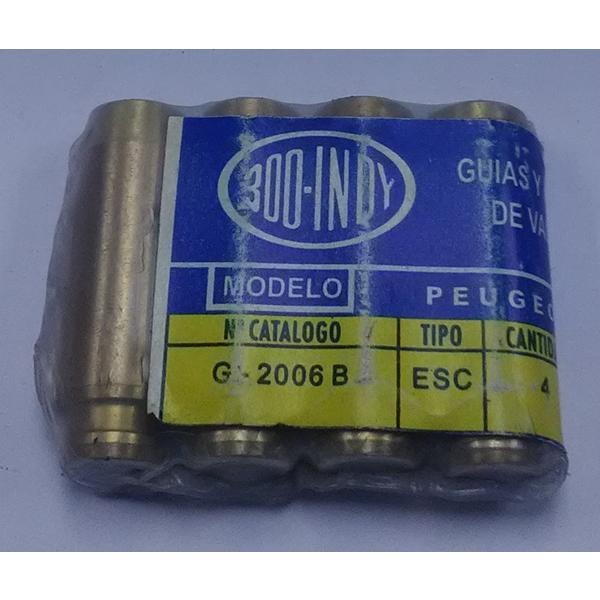 300-INDY
GUIAS Y
DE VA
MODELO
PEUGEO
Nº CATALOGO
TIPO
CANTID
G-2006 B
ESC
4